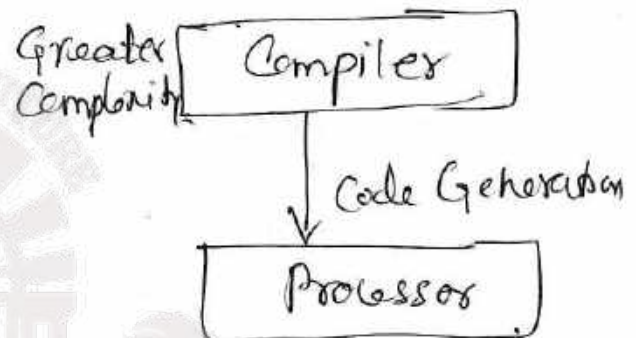 Greater
Complexity
Compiler
Code Generation
Processor